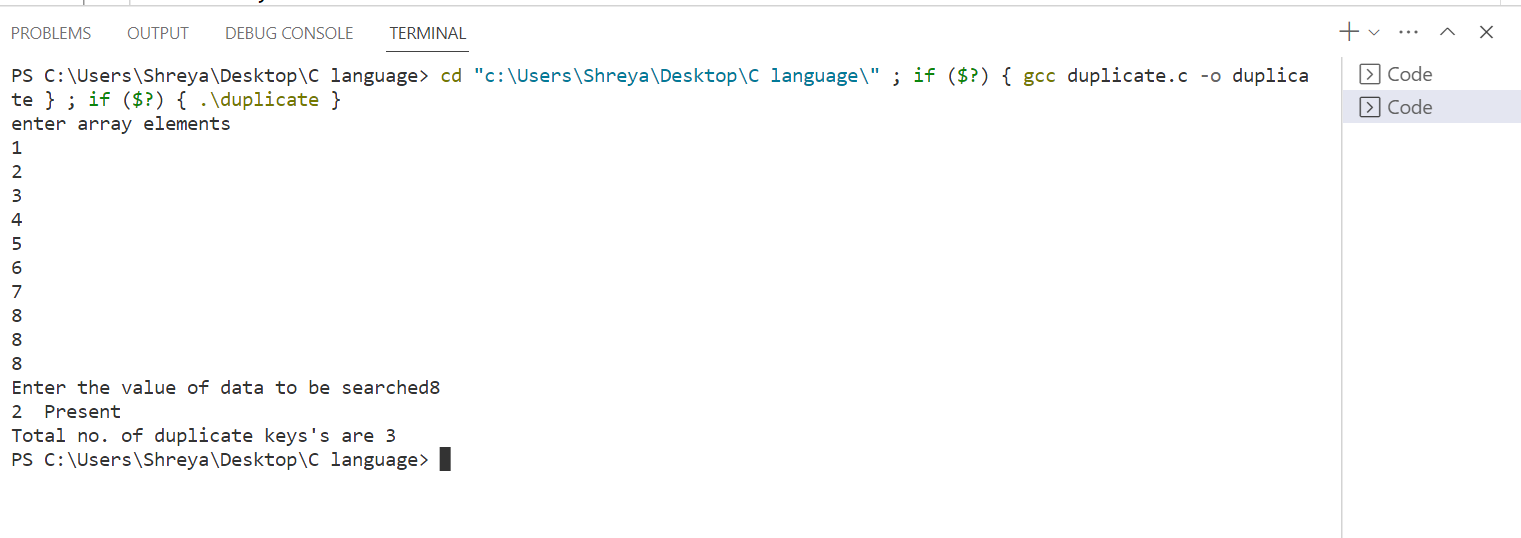 PROBLEMS OUTPUT DEBUG CONSOLE TERMINAL
PS C:\Users\Shreya\Desktop\C language> cd "c:\Users\Shreya\Desktop\C language\" ; if ($?) { gcc duplicate.c -o duplica
te } ; if ($?) { .\duplicate }
enter array elements
1
2
3
4
5
6
7
8
8
8
Enter the value of data to be searched8
2  Present
Total no. of duplicate keys's are 3
PS C:\Users\Shreya\Desktop\C language>
Code
Code